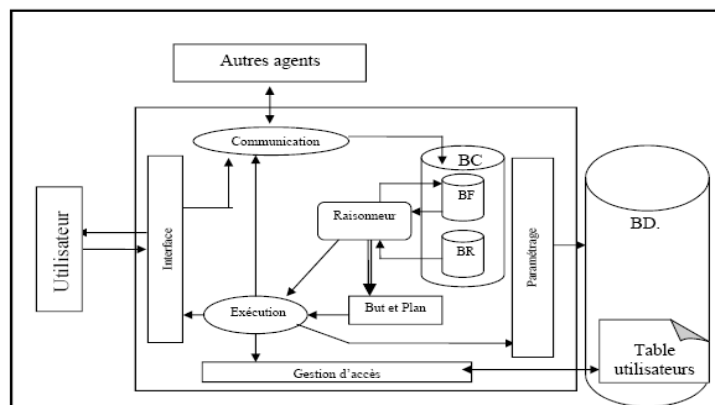 Autres agents
Communication
BC
BF
BD.
Utilisateur
Interface
Raisonneur
BR
Paramétrage
Exécution
But et Plan
Table
utilisateurs
Gestion d'accès